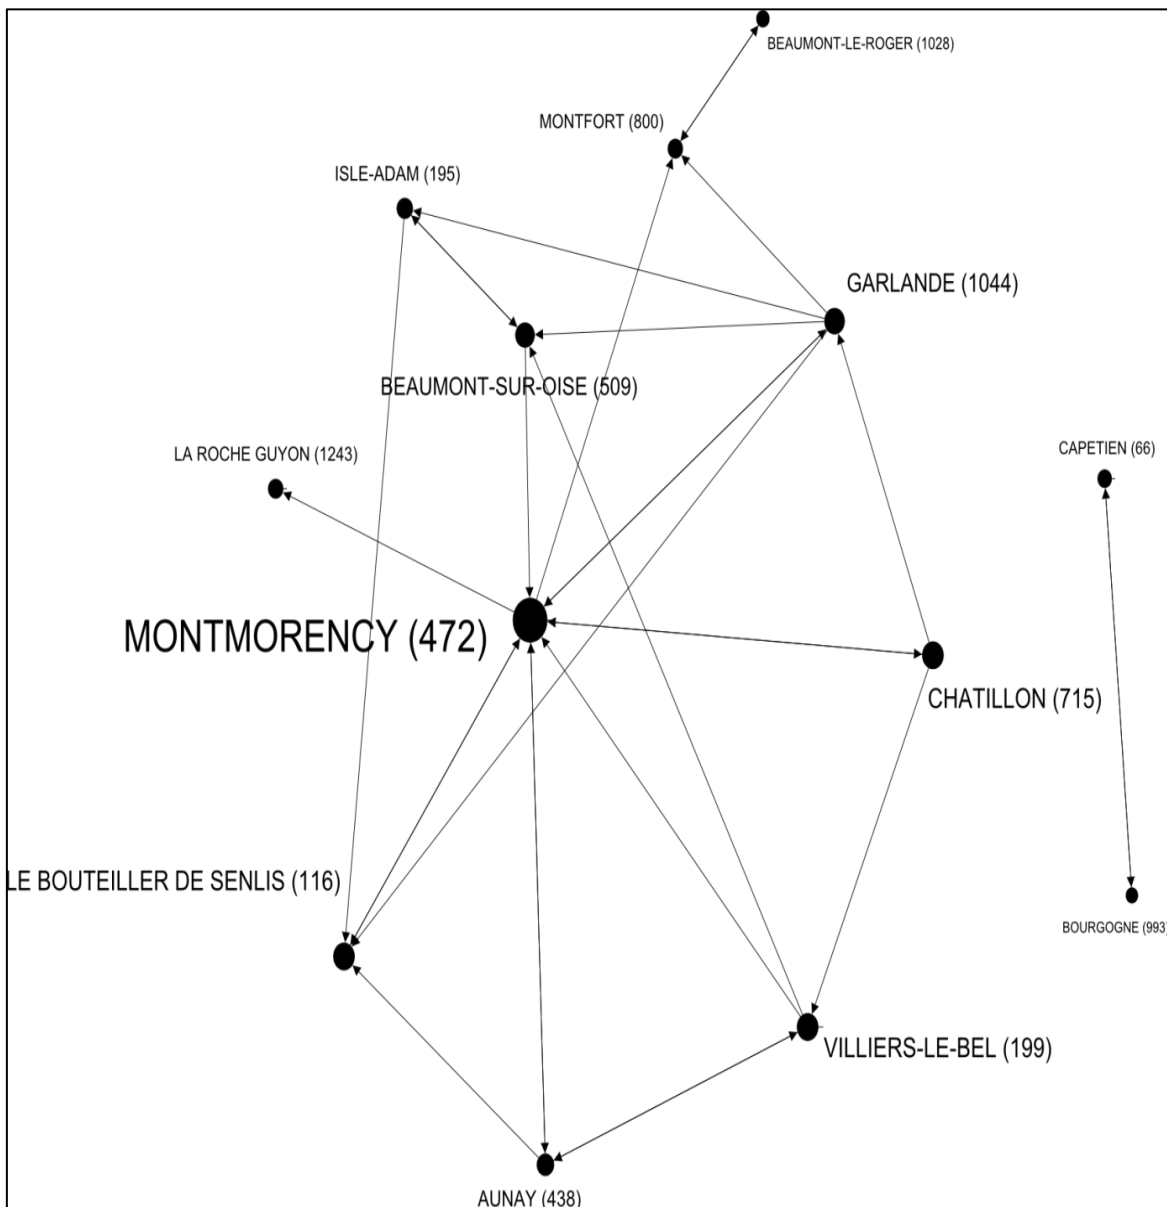 BEAUMONT-LE-ROGER (1028)
MONTFORT (800)
ISLE-ADAM (195)
GARLANDE (1044)
BEAUMONT-SUR-OISE (509)
LA ROCHE GUYON (1243)
CAPETIEN (66)
MONTMORENCY (472)
CHATILLON (715)
LE BOUTEILLER DE SENLIS (116)
BOURGOGNE (993)
VILLIERS-LE-BEL (199)
AUNAY (438)